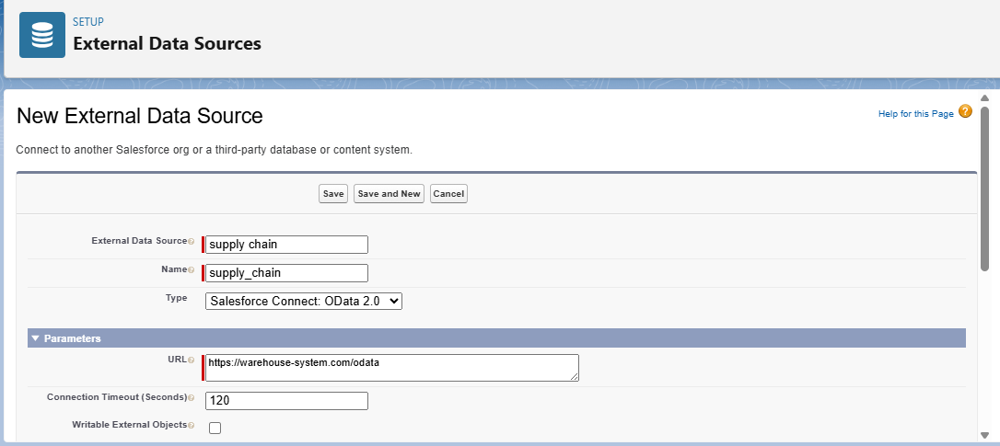 SETUP
External Data Sources
New External Data Source
Help for this Page ?
Connect to another Salesforce org or a third-party database or content system.
Save Save and New Cancel
External Data Source supply chain
Name supply_chain
Type Salesforce Connect: OData 2.0
Parameters
URL https://warehouse-system.com/odata
Connection Timeout (Seconds) 120
Writable External Objects